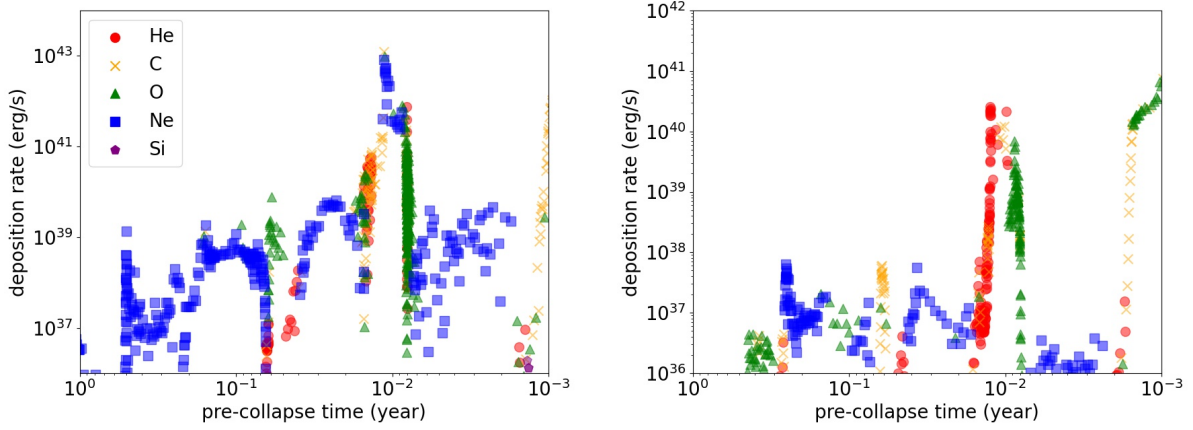 deposition rate (erg/s)
10^43
10^41
10^39
10^37
He
C
O
Ne
Si
10^0
10^-1
10^-2
10^-3
pre-collapse time (year)
deposition rate (erg/s)
10^42
10^41
10^40
10^39
10^38
10^37
10^36
10^0
10^-1
10^-2
10^-3
pre-collapse time (year)